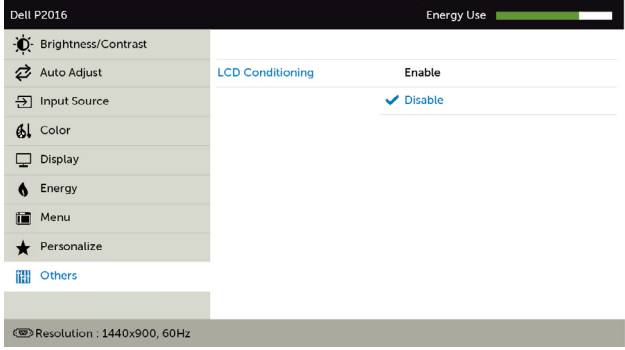 Dell P2016 Energy Use
Brightness/Contrast
Auto Adjust LCD Conditioning Enable
Input Source Disable
Color
Display
Energy
Menu
Personalize
Others
Resolution : 1440x900, 60Hz